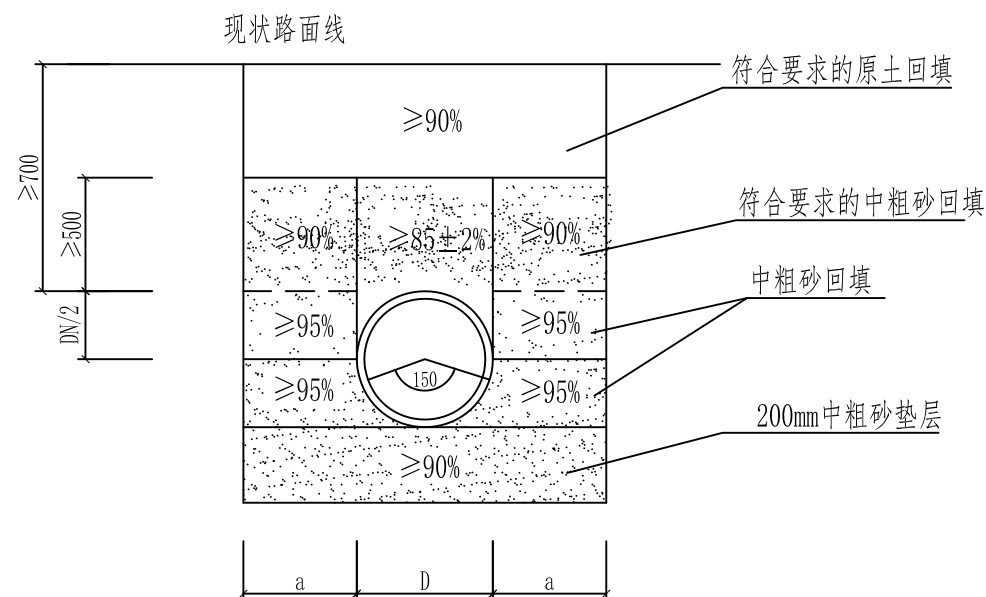 现状路面线
符合要求的原土回填
≥90%
≥700
≥500
符合要求的中粗砂回填
≥90%
≥85±2%
≥90%
中粗砂回填
DN/2
≥95%
≥95%
150
≥95%
≥95%
200mm中粗砂垫层
≥90%
a
D
a